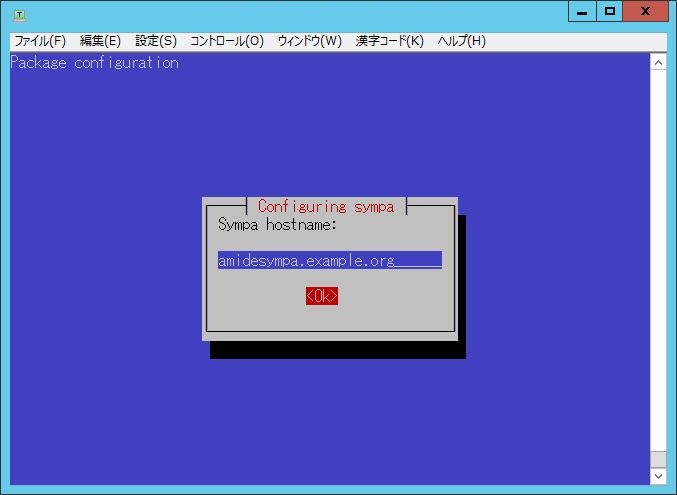 ファイル(F) 編集(E) 設定(S) コントロール(O) ウィンドウ(W) 漢字コード(K) ヘルプ(H)
Package configuration
Configuring sympa
Sympa hostname:
amidesympa.example.org______
<Ok>